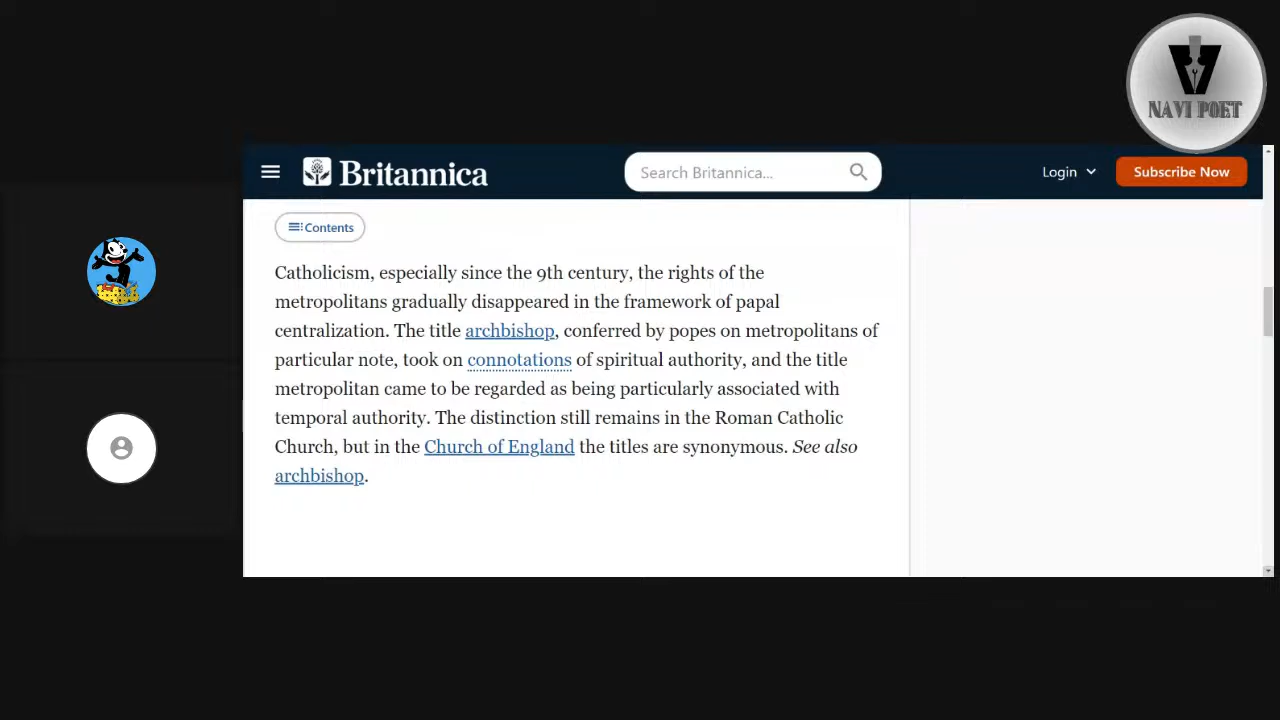 NAVI POET
Britannica
Search Britannica...
Login
Subscribe Now
Contents
Catholicism, especially since the 9th century, the rights of the
metropolitans gradually disappeared in the framework of papal
centralization. The title archbishop, conferred by popes on metropolitans of
particular note, took on connotations of spiritual authority, and the title
metropolitan came to be regarded as being particularly associated with
temporal authority. The distinction still remains in the Roman Catholic
Church, but in the Church of England the titles are synonymous. See also
archbishop.